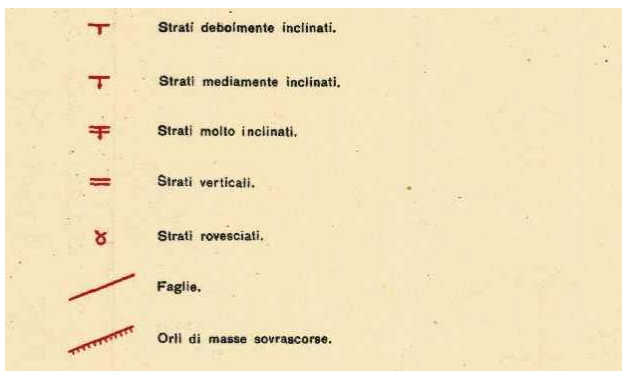 Strati debolmente inclinati.
Strati mediamente inclinati.
Strati molto inclinati.
Strati verticali.
Strati rovesciati.
Faglie.
Orli di masse sovrascorse.